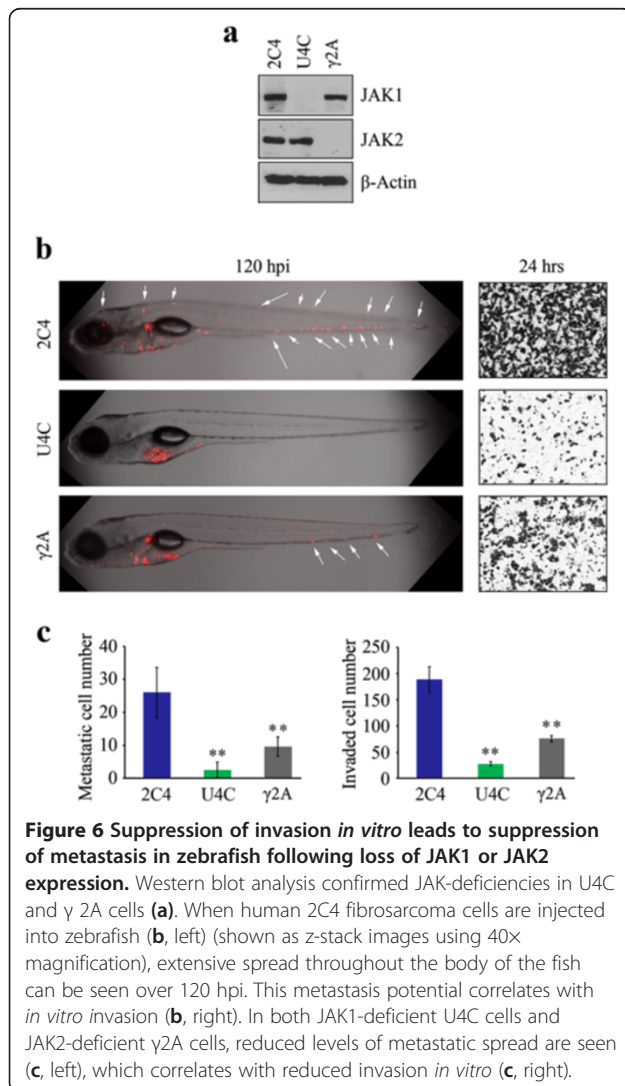 a
2C4
U4C
γ2A
JAK1
JAK2
β-Actin
b
120 hpi
24 hrs
2C4
U4C
γ2A
c
Metastatic cell number
40
30
20
10
0
**
**
2C4
U4C
γ2A
Invaded cell number
250
200
150
100
50
0
**
**
2C4
U4C
γ2A
Figure 6 Suppression of invasion in vitro leads to suppression
of metastasis in zebrafish following loss of JAK1 or JAK2
expression. Western blot analysis confirmed JAK-deficiencies in U4C
and γ 2A cells (a). When human 2C4 fibrosarcoma cells are injected
into zebrafish (b, left) (shown as z-stack images using 40×
magnification), extensive spread throughout the body of the fish
can be seen over 120 hpi. This metastasis potential correlates with
in vitro invasion (b, right). In both JAK1-deficient U4C cells and
JAK2-deficient γ2A cells, reduced levels of metastatic spread are seen
(c, left), which correlates with reduced invasion in vitro (c, right).